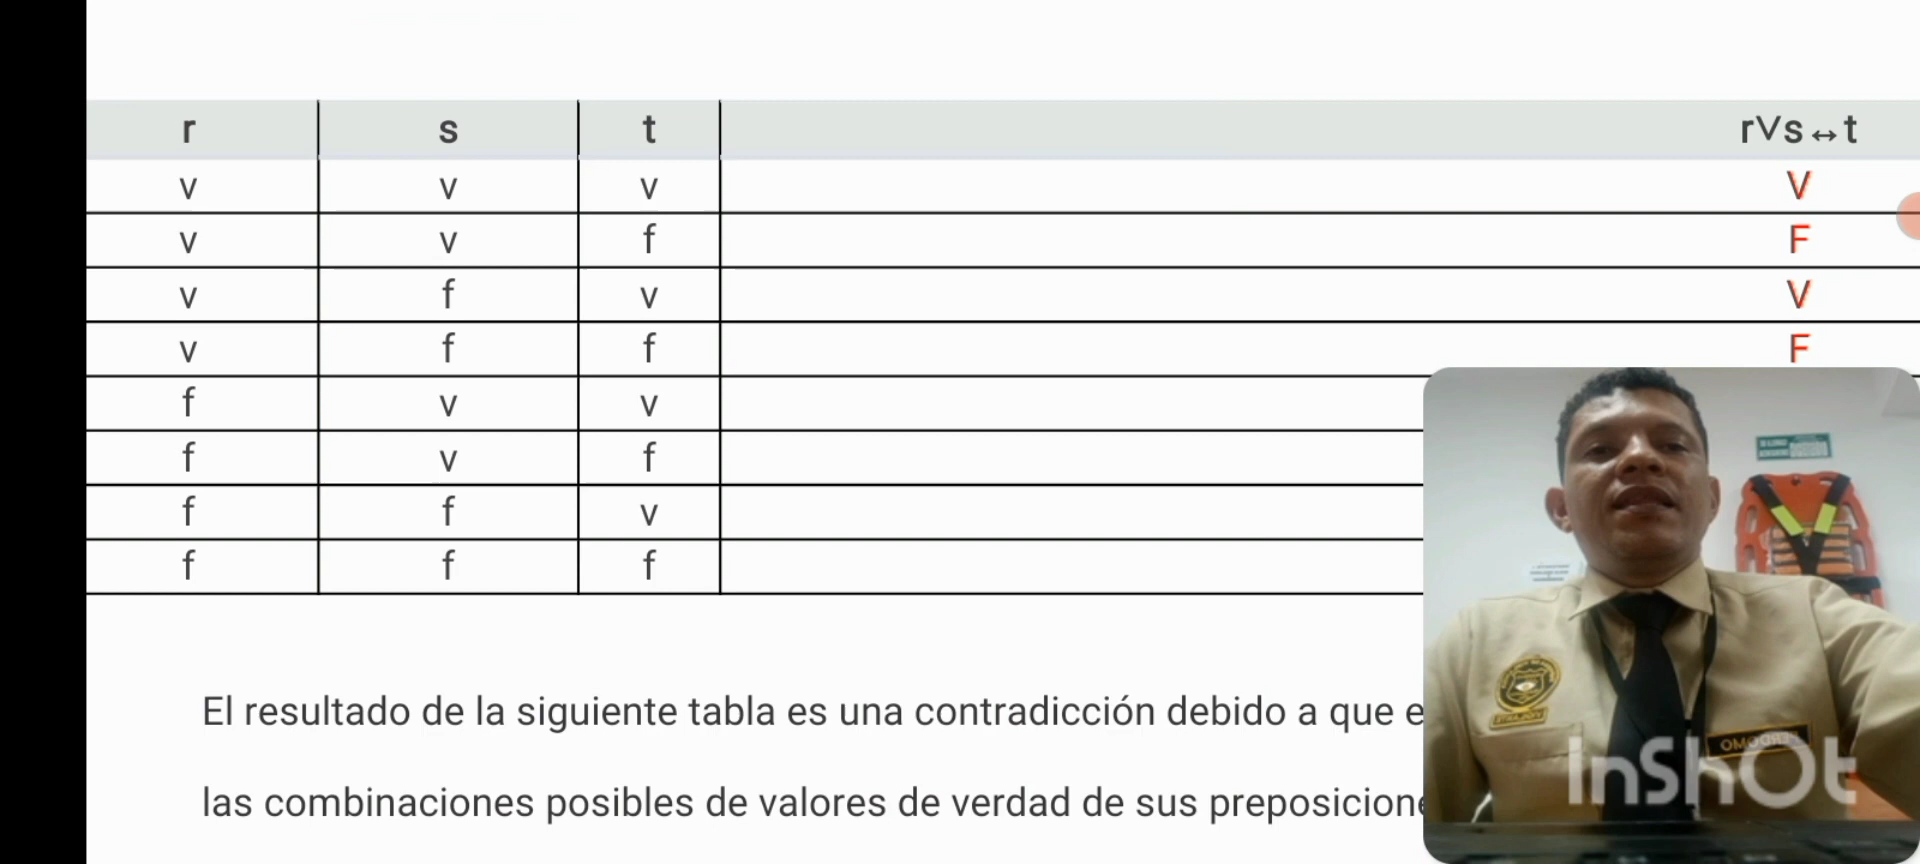 r s t r∨s↔t
v v v V
v v f F
v f v V
v f f F
f v v
f v f
f f v
f f f
El resultado de la siguiente tabla es una contradicción debido a que e
las combinaciones posibles de valores de verdad de sus preposicione
InShOt